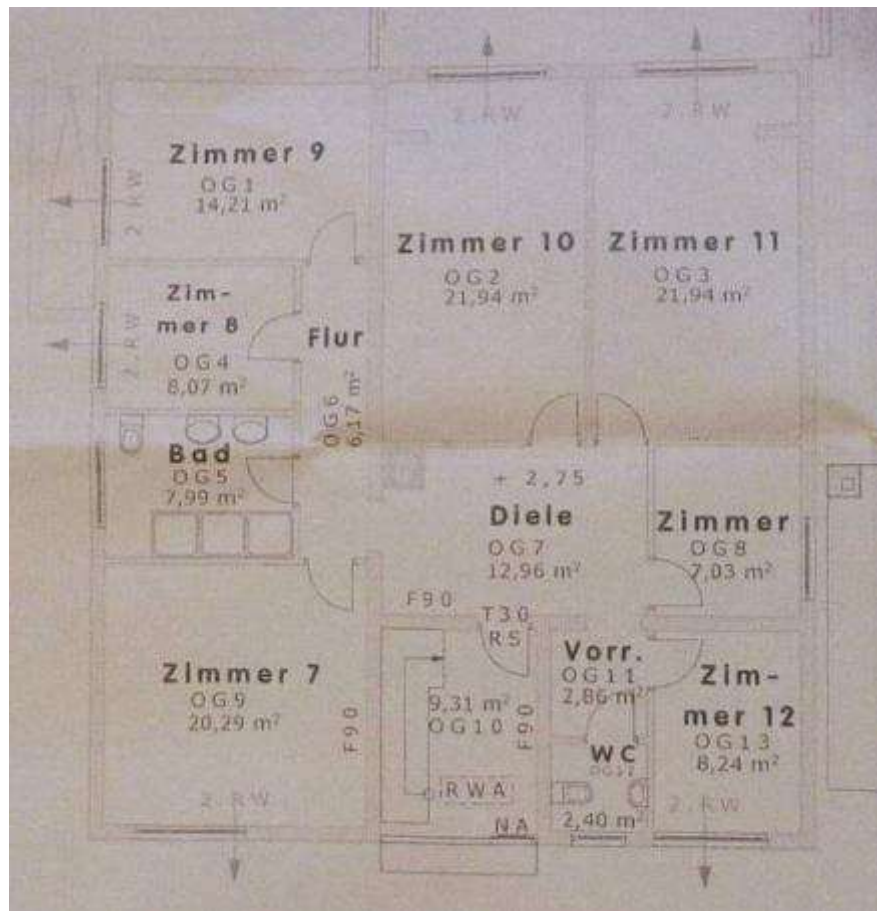 2.RW
2.RW
Zimmer 9
OG1
14,21 m²
2.RW
Zimmer 10
OG2
21,94 m²
Zimmer 11
OG3
21,94 m²
Zim-
mer 8
OG4
8,07 m²
2.RW
Flur
OG6
6,17 m²
Bad
OG5
7,99 m²
+ 2,75
Diele
OG7
12,96 m²
Zimmer
OG8
7,03 m²
F90
T30
RS
Zimmer 7
OG9
20,29 m²
F90
9,31 m²
OG10
F90
Vorr.
OG11
2,86 m²
Zim-
mer 12
OG13
8,24 m²
WC
2,40 m²
RWA
NA
2.RW
2.RW